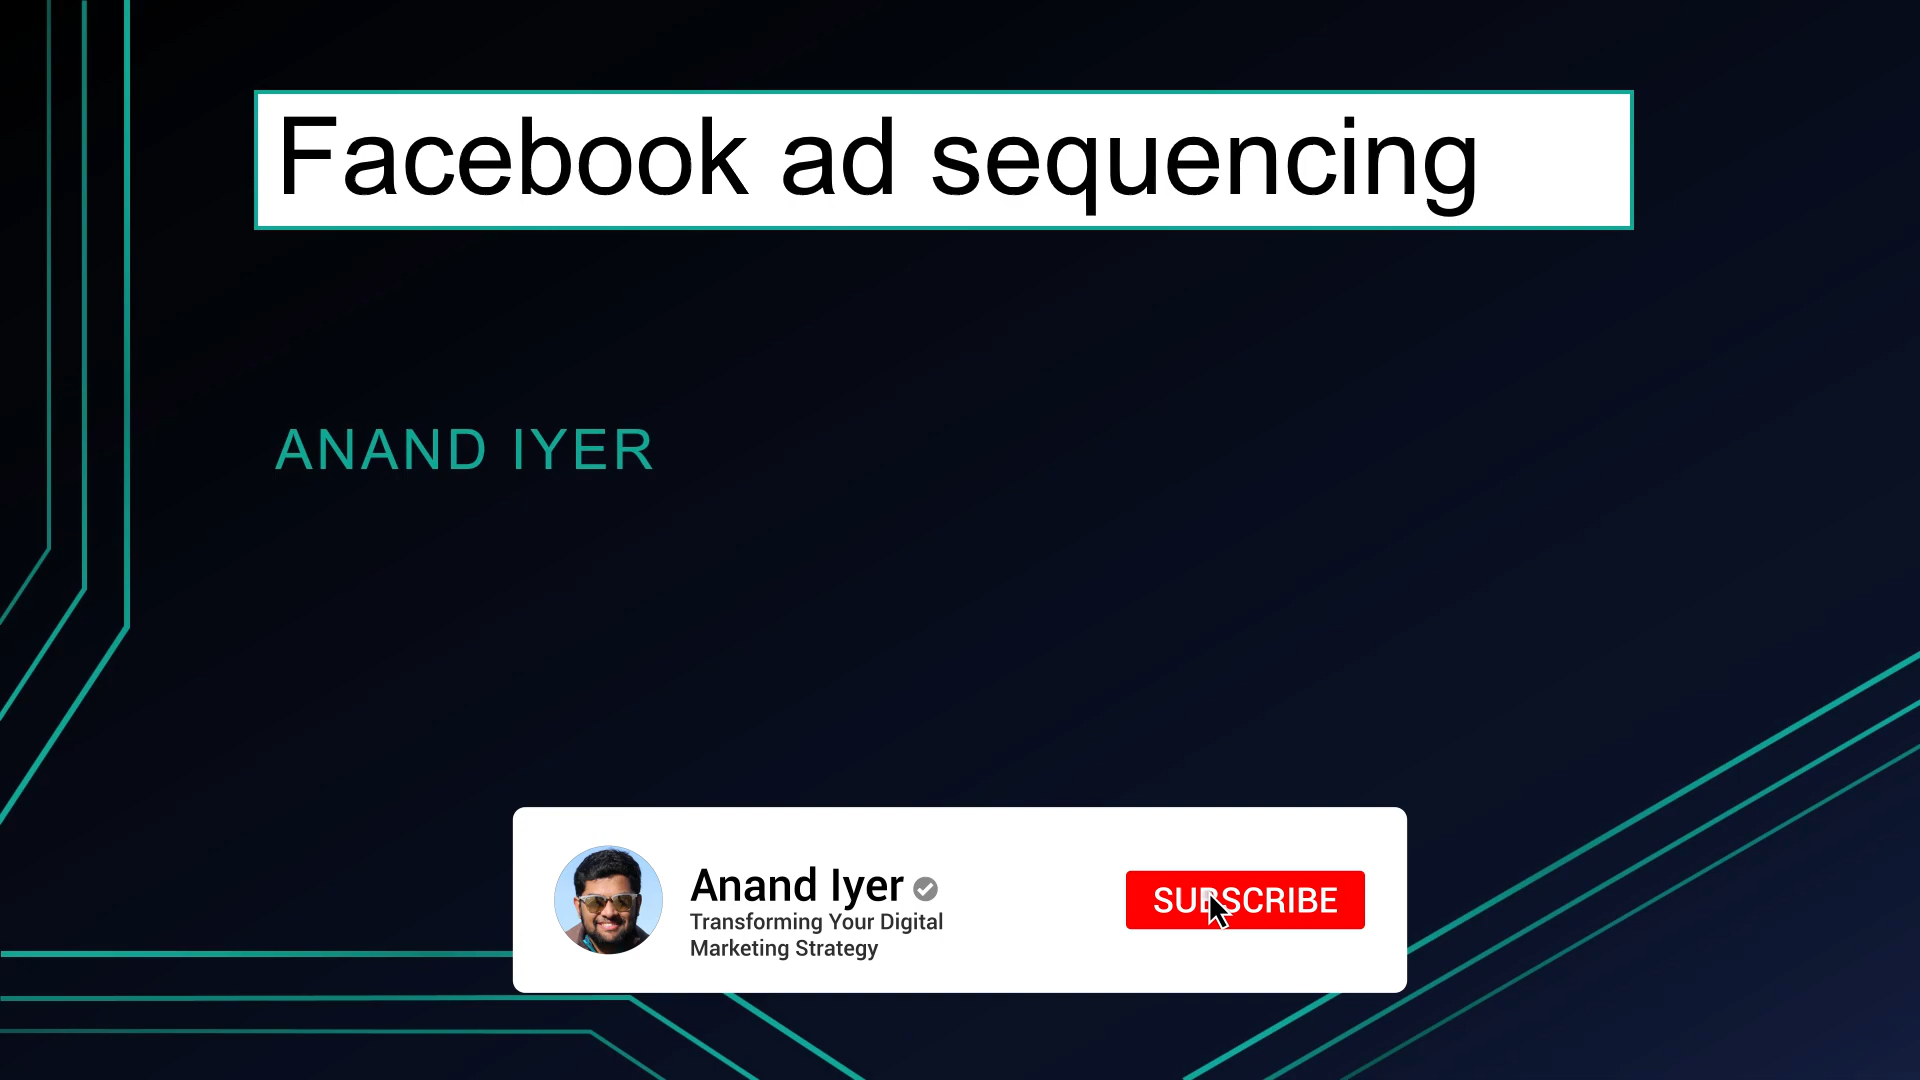 Facebook ad sequencing
ANAND IYER
Anand Iyer
Transforming Your Digital
Marketing Strategy
SUBSCRIBE